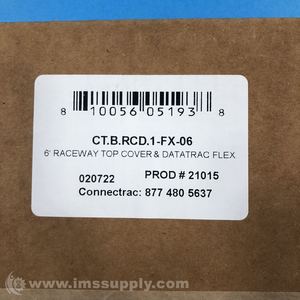 8 10056 05193 8
CT.B.RCD.1-FX-06
6' RACEWAY TOP COVER & DATATRAC FLEX
020722 PROD # 21015
Connectrac: 877 480 5637
www.imssupply.com